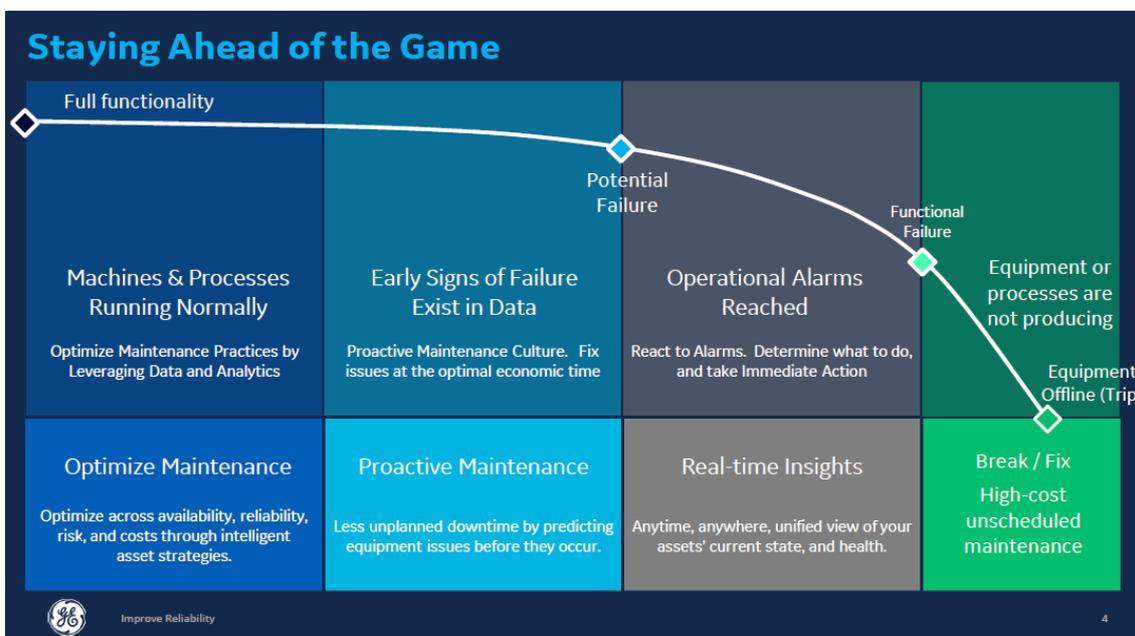 Staying Ahead of the Game
Full functionality
Potential
Failure
Functional
Failure
Machines & Processes
Running Normally
Optimize Maintenance Practices by
Leveraging Data and Analytics
Early Signs of Failure
Exist in Data
Proactive Maintenance Culture.  Fix
issues at the optimal economic time
Operational Alarms
Reached
React to Alarms.  Determine what to do,
and take Immediate Action
Equipment or
processes are
not producing
Equipment
Offline (Trip
Optimize Maintenance
Optimize across availability, reliability,
risk, and costs through intelligent
asset strategies.
Proactive Maintenance
Less unplanned downtime by predicting
equipment issues before they occur.
Real-time Insights
Anytime, anywhere, unified view of your
assets' current state, and health.
Break / Fix
High-cost
unscheduled
maintenance
GE
Improve Reliability
4